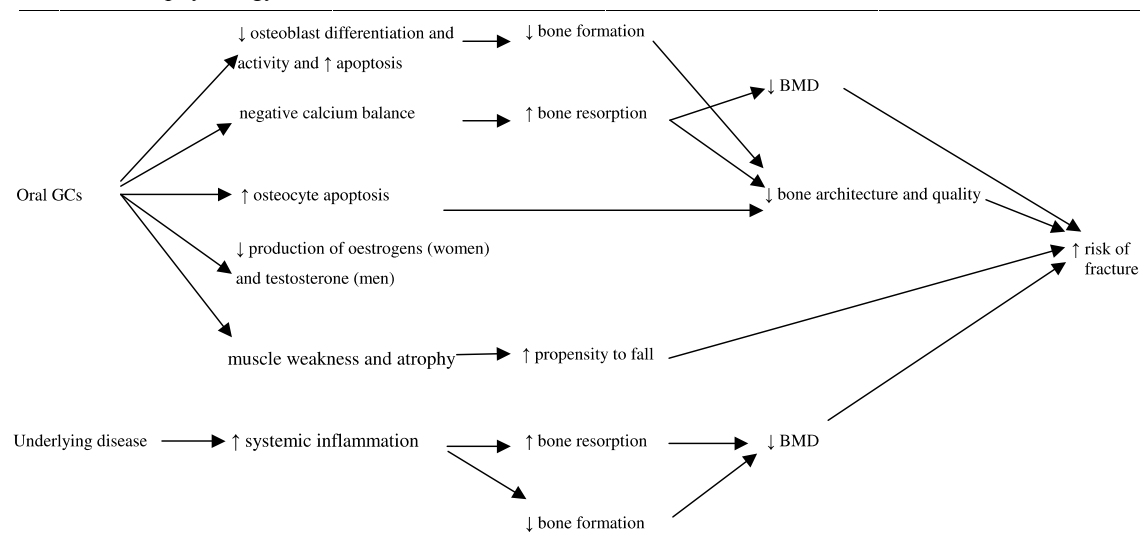 ↓ osteoblast differentiation and
activity and ↑ apoptosis
↓ bone formation
↓ BMD
negative calcium balance
↑ bone resorption
Oral GCs
↑ osteocyte apoptosis
↓ bone architecture and quality
↓ production of oestrogens (women)
and testosterone (men)
↑ risk of
fracture
muscle weakness and atrophy
↑ propensity to fall
Underlying disease
↑ systemic inflammation
↑ bone resorption
↓ BMD
↓ bone formation